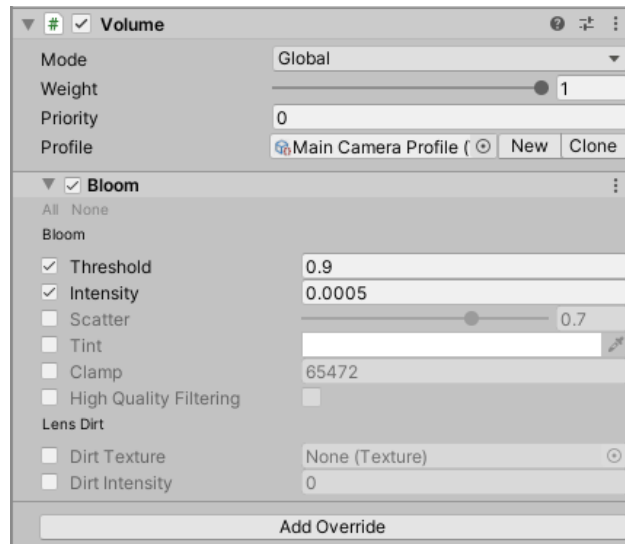 Volume
Mode Global
Weight 1
Priority 0
Profile Main Camera Profile ( New Clone
Bloom
All None
Bloom
Threshold 0.9
Intensity 0.0005
Scatter 0.7
Tint
Clamp 65472
High Quality Filtering
Lens Dirt
Dirt Texture None (Texture)
Dirt Intensity 0
Add Override